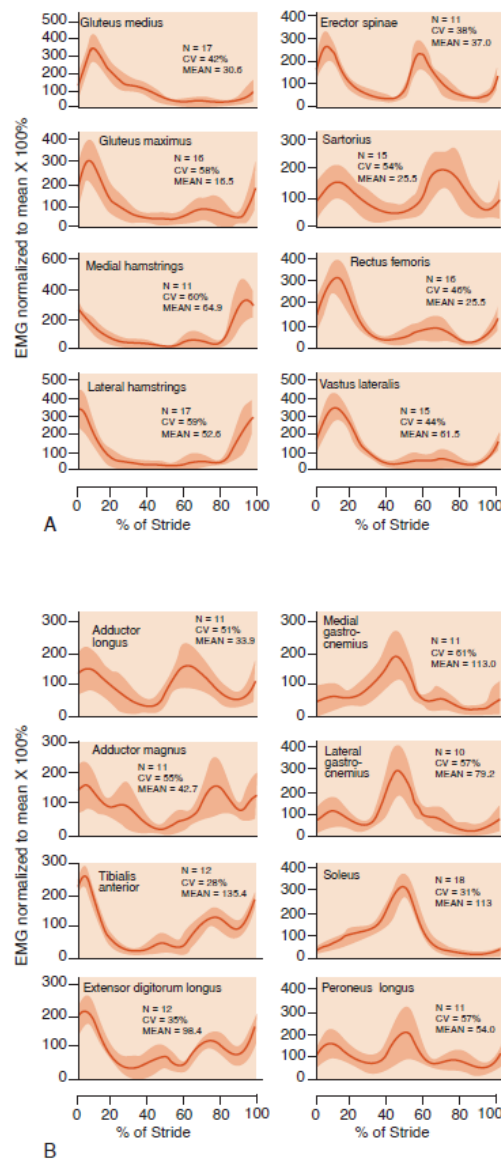 EMG normalized to mean X 100%
Gluteus medius
N = 17
CV = 42%
MEAN = 30.6
500
400
300
200
100
0
Erector spinae
N = 11
CV = 38%
MEAN = 37.0
400
300
200
100
0
Gluteus maximus
N = 16
CV = 58%
MEAN = 16.5
400
300
200
100
0
Sartorius
N = 15
CV = 54%
MEAN = 25.5
300
200
100
0
Medial hamstrings
N = 11
CV = 60%
MEAN = 64.9
600
400
200
0
Rectus femoris
N = 16
CV = 46%
MEAN = 25.5
400
300
200
100
0
Lateral hamstrings
N = 17
CV = 59%
MEAN = 52.6
500
400
300
200
100
0
Vastus lateralis
N = 15
CV = 44%
MEAN = 61.5
500
400
300
200
100
0
0 20 40 60 80 100
% of Stride
0 20 40 60 80 100
% of Stride
A
EMG normalized to mean X 100%
Adductor
longus
N = 11
CV = 51%
MEAN = 33.9
300
200
100
0
Medial
gastro-
cnemius
N = 11
CV = 61%
MEAN = 113.0
300
200
100
0
Adductor magnus
N = 11
CV = 55%
MEAN = 42.7
300
200
100
0
Lateral
gastro-
cnemius
N = 10
CV = 57%
MEAN = 79.2
400
300
200
100
0
Tibialis
anterior
N = 12
CV = 28%
MEAN = 135.4
300
200
100
0
Soleus
N = 18
CV = 31%
MEAN = 113
400
300
200
100
0
Extensor digitorum longus
N = 12
CV = 35%
MEAN = 98.4
300
200
100
0
Peroneus longus
N = 11
CV = 57%
MEAN = 54.0
400
300
200
100
0
0 20 40 60 80 100
% of Stride
0 20 40 60 80 100
% of Stride
B